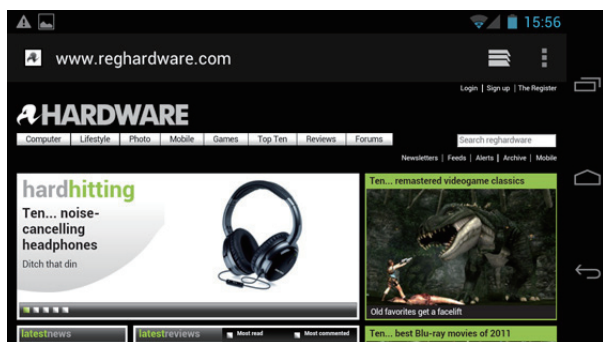 15:56
www.reghardware.com
Login | Sign up | The Register
HARDWARE
Computer Lifestyle Photo Mobile Games Top Ten Reviews Forums
Search reghardware
Newsletters | Feeds | Alerts | Archive | Mobile
hardhitting
Ten... noise-
cancelling
headphones
Ditch that din
Ten... remastered videogame classics
Old favorites get a facelift
latestnews
latestreviews
Most read
Most commented
Ten... best Blu-ray movies of 2011